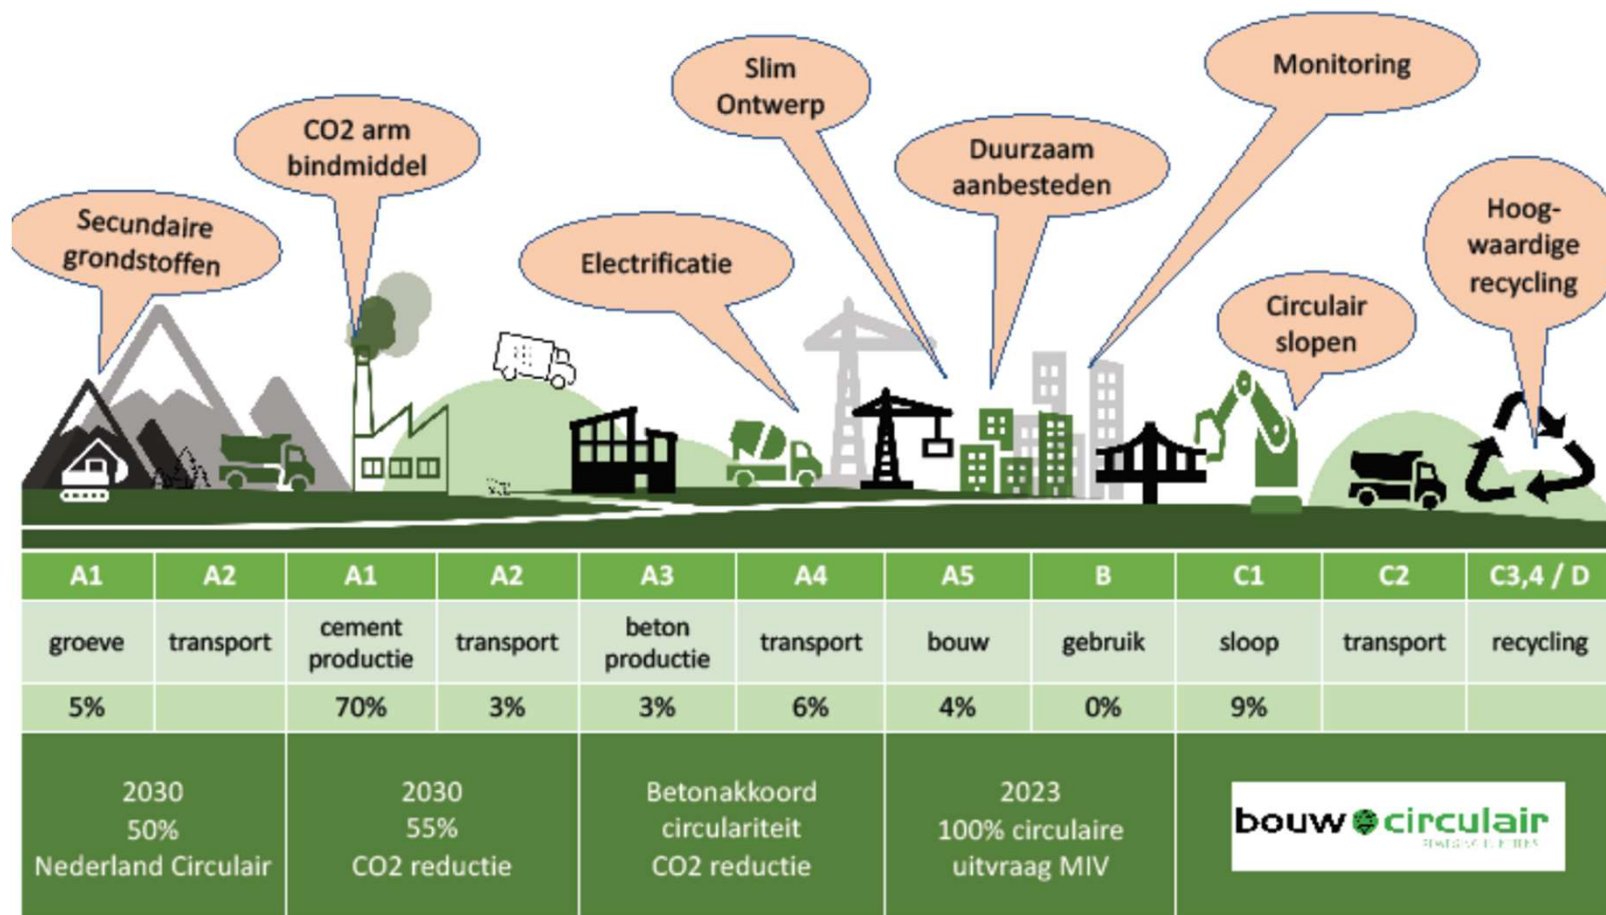 Slim
Ontwerp
Monitoring
CO2 arm
bindmiddel
Duurzaam
aanbesteden
Secundaire
grondstoffen
Electrificatie
Hoog-
waardige
recycling
Circulair
slopen
A1 A2 A1 A2 A3 A4 A5 B C1 C2 C3,4 / D
groeve transport cement transport beton transport bouw gebruik sloop transport recycling
productie productie
5% 70% 3% 3% 6% 4% 0% 9%
2030
50%
Nederland Circulair
2030
55%
CO2 reductie
Betonakkoord
circulariteit
CO2 reductie
2023
100% circulaire
uitvraag MIV
bouw circulair